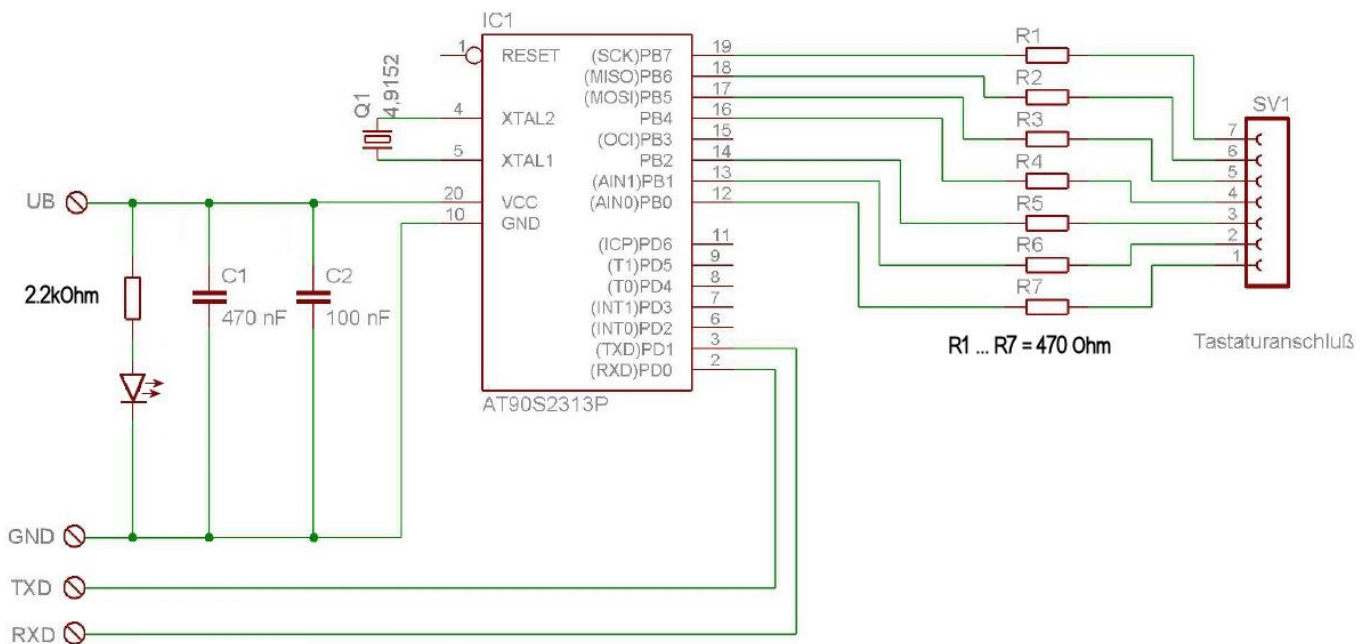 IC1
1
RESET
(SCK)PB7
19
(MISO)PB6
18
(MOSI)PB5
17
4
XTAL2
PB4
16
(OCI)PB3
15
5
XTAL1
PB2
14
(AIN1)PB1
13
20
VCC
(AIN0)PB0
12
10
GND
(ICP)PD6
11
(T1)PD5
9
(T0)PD4
8
(INT1)PD3
7
(INT0)PD2
6
(TXD)PD1
3
(RXD)PD0
2
AT90S2313P
Q1
4,9152
UB
2.2kOhm
C1
470 nF
C2
100 nF
GND
TXD
RXD
R1
R2
R3
R4
R5
R6
R7
R1 ... R7 = 470 Ohm
SV1
7
6
5
4
3
2
1
Tastaturanschluß